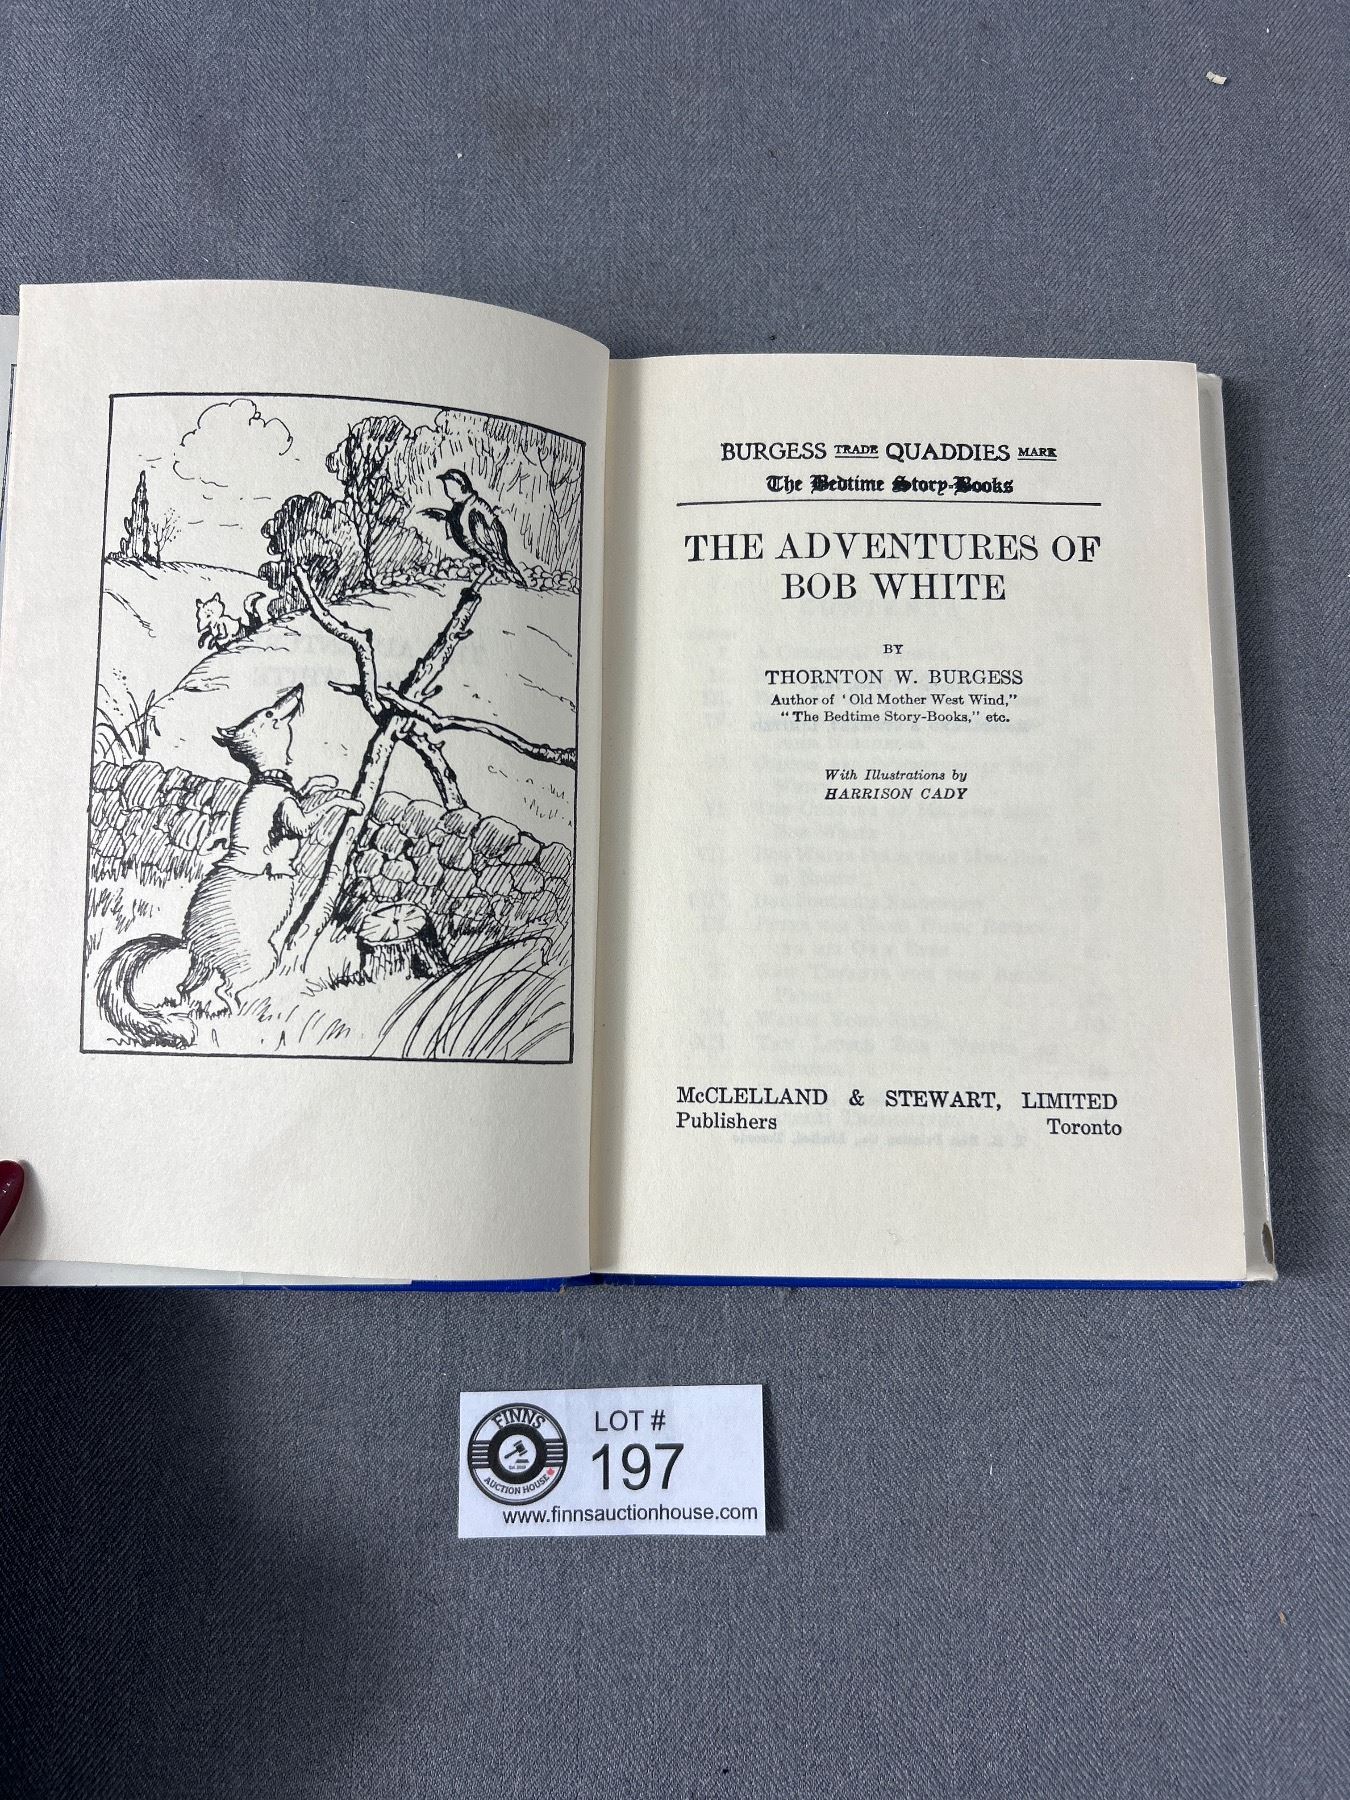 BURGESS TRADE QUADDIES MARK
The Bedtime Story-Books
THE ADVENTURES OF
BOB WHITE
BY
THORNTON W. BURGESS
Author of ‘Old Mother West Wind,”
“The Bedtime Story-Books,” etc.
With Illustrations by
HARRISON CADY
McCLELLAND & STEWART, LIMITED
Publishers Toronto
FINNS
AUCTION HOUSE
LOT #
197
www.finnsauctionhouse.com